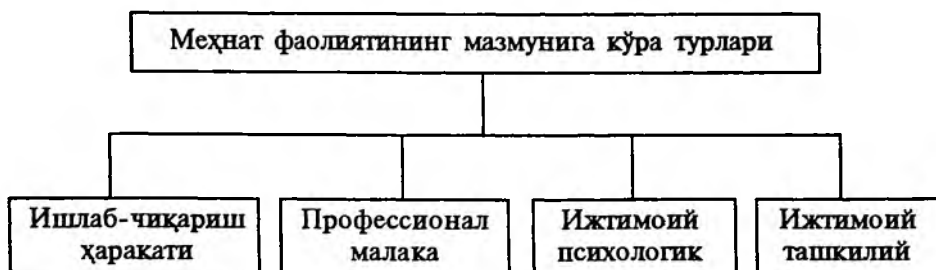 Меҳнат фаолиятининг мазмунига кўра турлари
Ишлаб-чиқариш
ҳаракати
Профессионал
малака
Ижтимоий
психологик
Ижтимоий
ташкилий